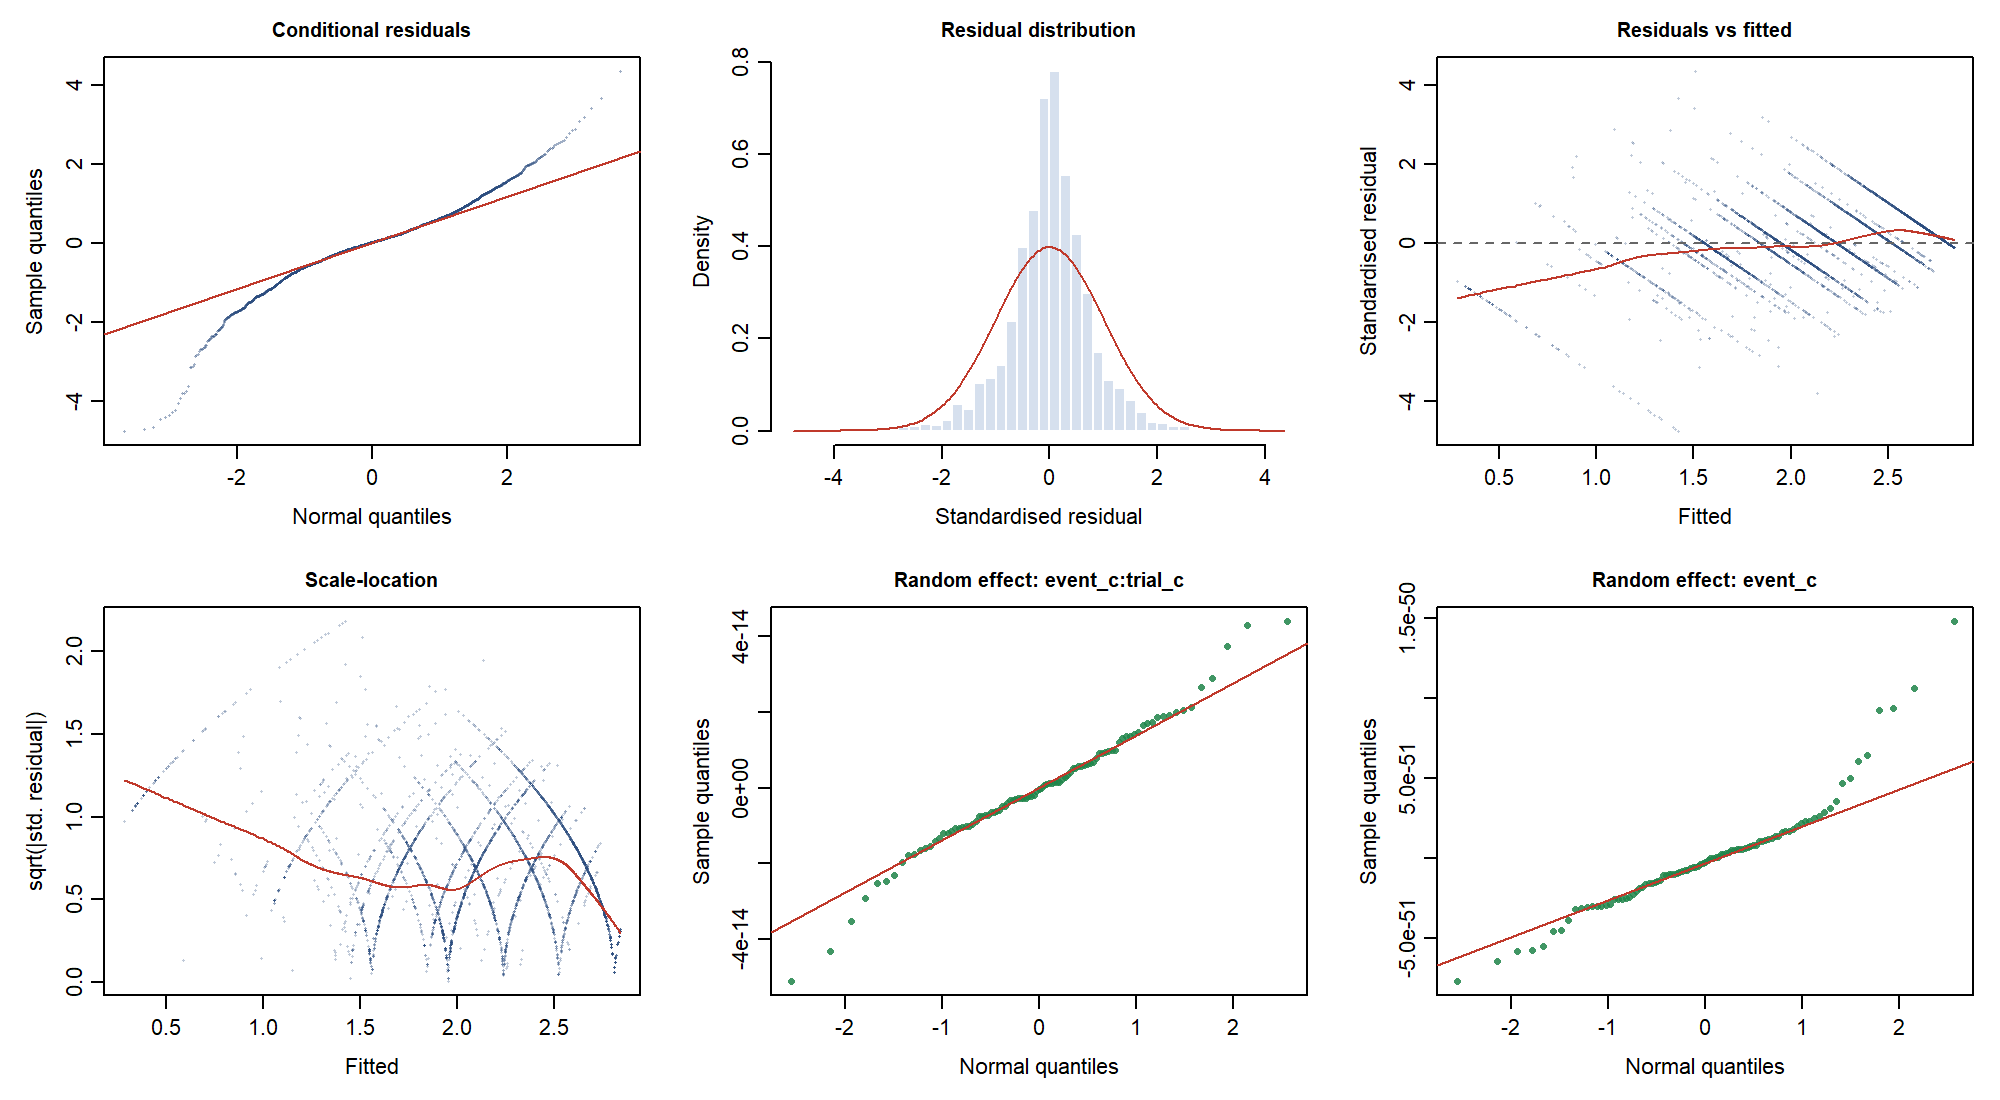 Conditional residuals
Sample quantiles
4
2
0
-2
-4
-2 0 2
Normal quantiles
Residual distribution
Density
0.8
0.6
0.4
0.2
0.0
-4 -2 0 2 4
Standardised residual
Residuals vs fitted
Standardised residual
4
2
0
-2
-4
0.5 1.0 1.5 2.0 2.5
Fitted
Scale-location
sqrt(|std. residual|)
2.0
1.5
1.0
0.5
0.0
0.5 1.0 1.5 2.0 2.5
Fitted
Random effect: event_c:trial_c
Sample quantiles
4e-14
0e+00
-4e-14
-2 -1 0 1 2
Normal quantiles
Random effect: event_c
Sample quantiles
1.5e-50
5.0e-51
-5.0e-51
-2 -1 0 1 2
Normal quantiles